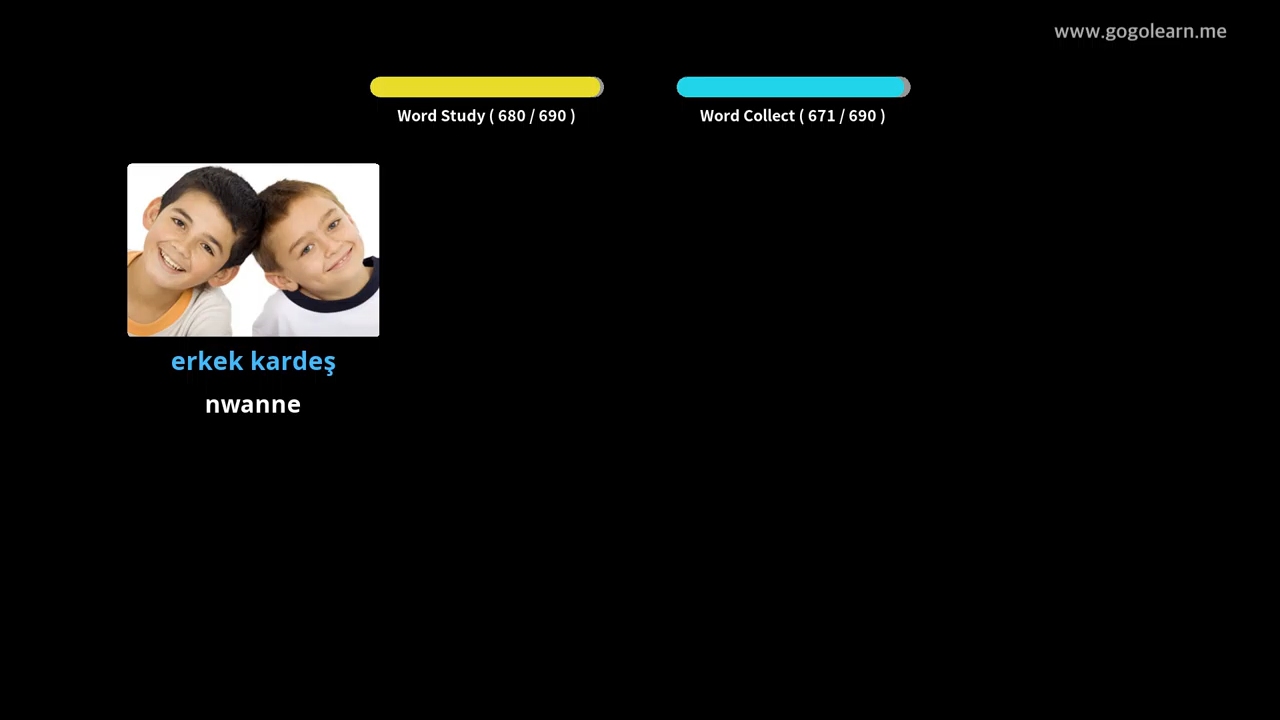 www.gogolearn.me
Word Study ( 680 / 690 )
Word Collect ( 671 / 690 )
erkek kardeş
nwanne